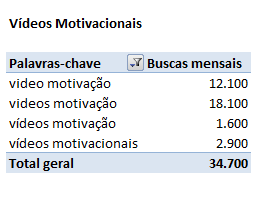 Vídeos Motivacionais
Palavras-chave Buscas mensais
video motivação 12.100
videos motivação 18.100
vídeos motivação 1.600
vídeos motivacionais 2.900
Total geral 34.700